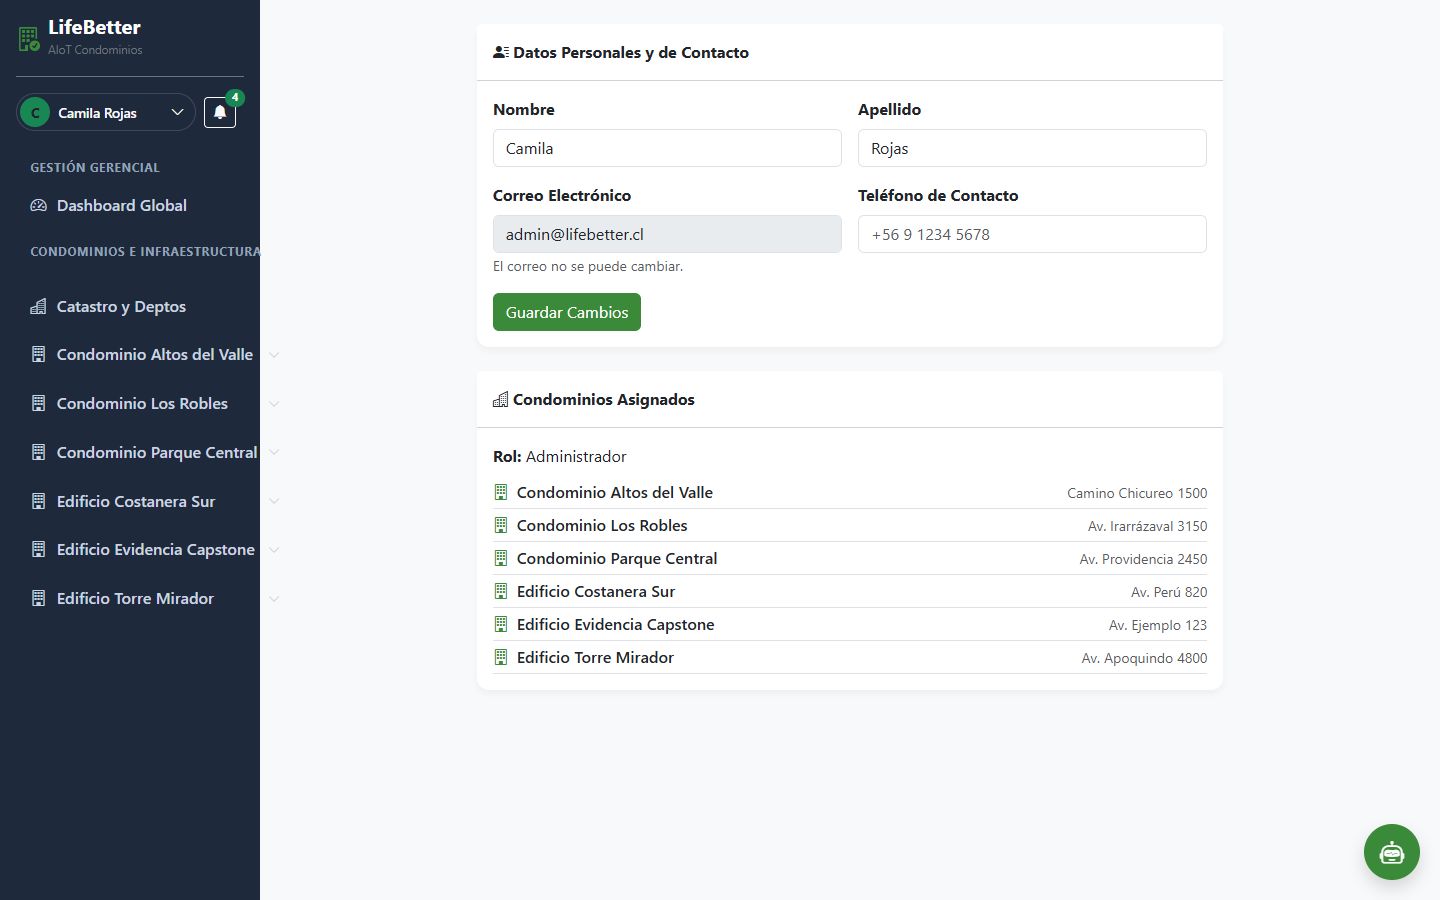 LifeBetter
AIoT Condominios
C
Camila Rojas
4
GESTIÓN GERENCIAL
Dashboard Global
CONDOMINIOS E INFRAESTRUCTURA
Catastro y Deptos
Condominio Altos del Valle
Condominio Los Robles
Condominio Parque Central
Edificio Costanera Sur
Edificio Evidencia Capstone
Edificio Torre Mirador
Datos Personales y de Contacto
Nombre
Camila
Apellido
Rojas
Correo Electrónico
admin@lifebetter.cl
El correo no se puede cambiar.
Teléfono de Contacto
+56 9 1234 5678
Guardar Cambios
Condominios Asignados
Rol: Administrador
Condominio Altos del Valle Camino Chicureo 1500
Condominio Los Robles Av. Irarrázaval 3150
Condominio Parque Central Av. Providencia 2450
Edificio Costanera Sur Av. Perú 820
Edificio Evidencia Capstone Av. Ejemplo 123
Edificio Torre Mirador Av. Apoquindo 4800